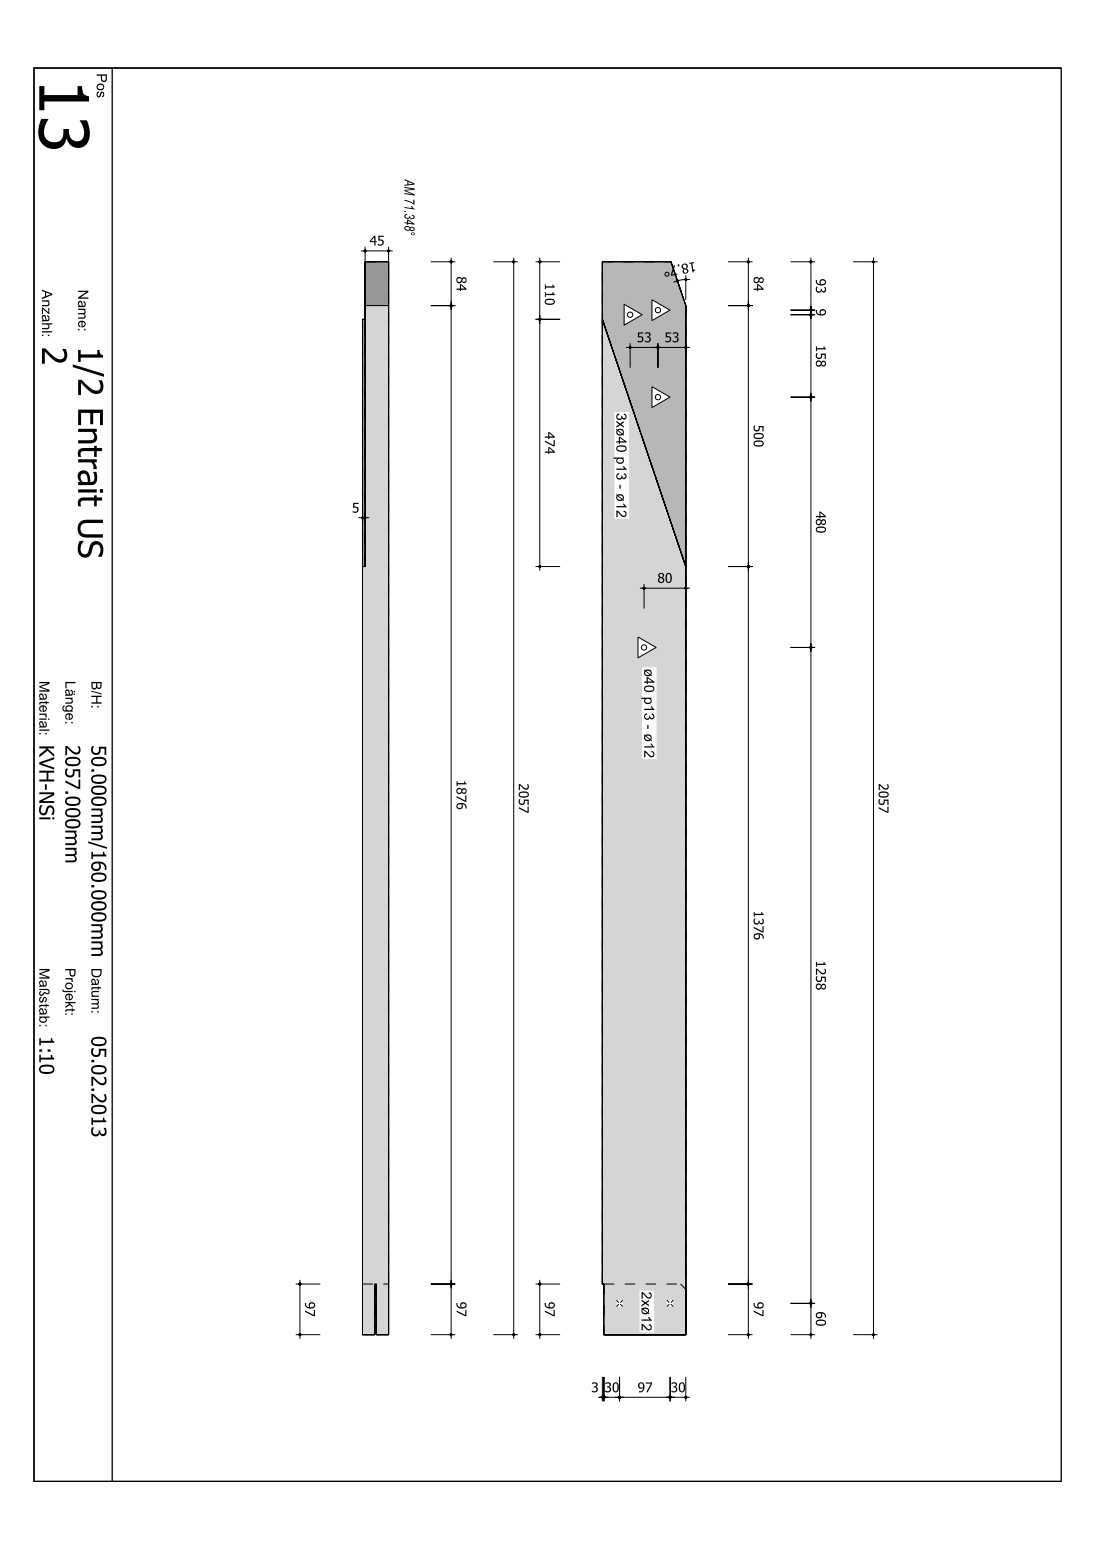 2057
93
9
158
480
1258
60
84
500
1376
97
18.7°
53
53
3xø40 p13 - ø12
80
ø40 p13 - ø12
2xø12
3
30
97
30
110
474
97
2057
84
1876
97
AM 71.348°
45
5
97
Pos
13
Name: 1/2 Entrait US
Anzahl: 2
B/H: 50.000mm/160.000mm
Länge: 2057.000mm
Material: KVH-NSi
Datum: 05.02.2013
Projekt:
Maßstab: 1:10